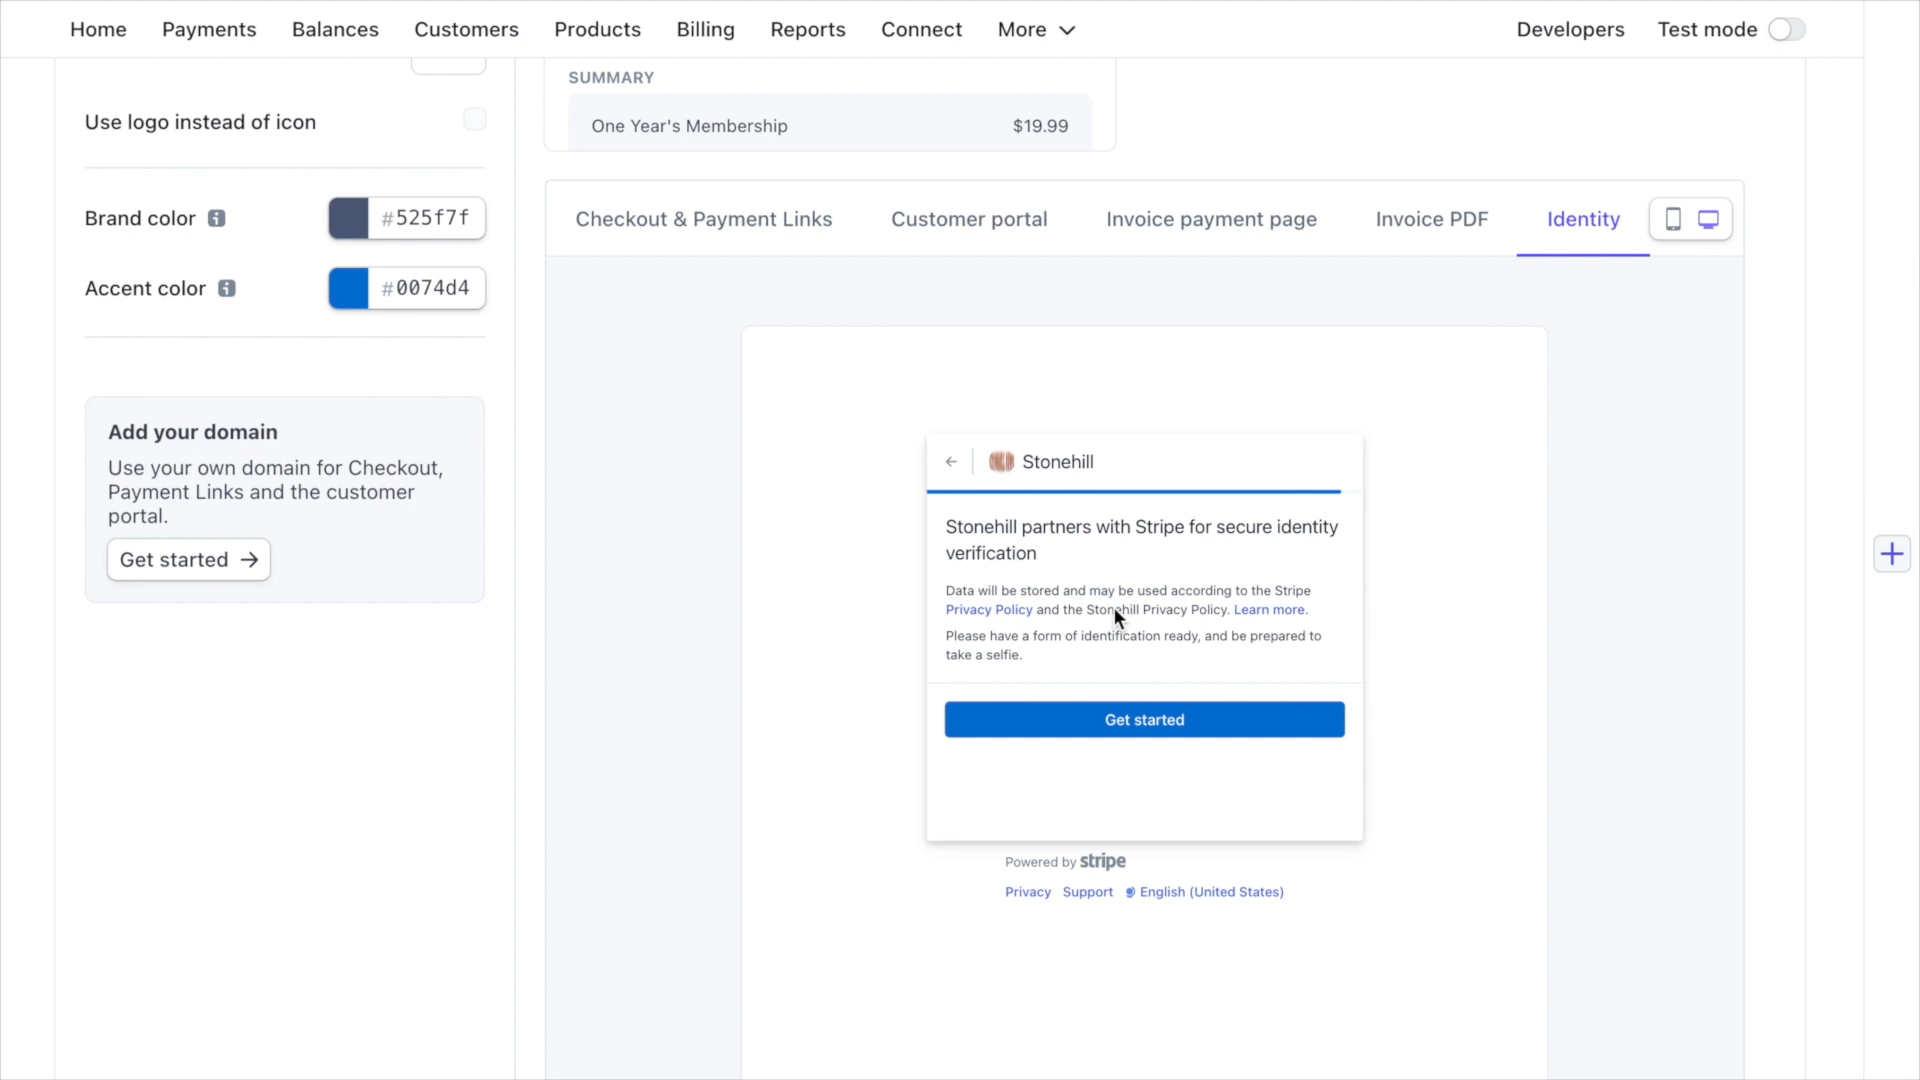 Home Payments Balances Customers Products Billing Reports Connect More Developers Test mode
Use logo instead of icon
Brand color #525f7f
Accent color #0074d4
Add your domain
Use your own domain for Checkout,
Payment Links and the customer
portal.
Get started
SUMMARY
One Year's Membership $19.99
Checkout & Payment Links Customer portal Invoice payment page Invoice PDF Identity
Stonehill
Stonehill partners with Stripe for secure identity
verification
Data will be stored and may be used according to the Stripe
Privacy Policy and the Stonehill Privacy Policy. Learn more.
Please have a form of identification ready, and be prepared to
take a selfie.
Get started
Powered by stripe
Privacy Support English (United States)